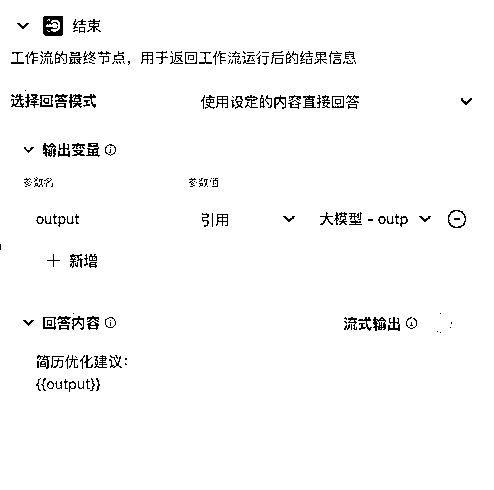 结束
工作流的最终节点，用于返回工作流运行后的结果信息
选择回答模式 使用设定的内容直接回答
输出变量
参数名 参数值
output 引用 大模型 - outp
新增
回答内容 流式输出
简历优化建议：
{{output}}